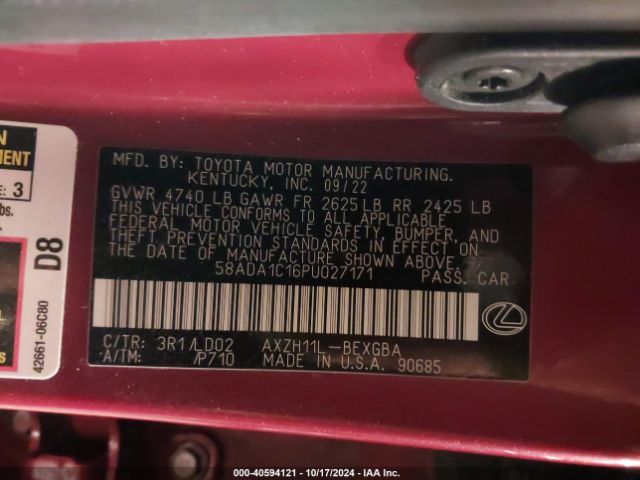 N
EMENT
E: 3
bs.
D8
42661-06C80
MFD. BY: TOYOTA MOTOR MANUFACTURING.
KENTUCKY, INC. 09/22
GVWR 4740 LB GAWR FR 2625 LB RR 2425 LB
THIS VEHICLE CONFORMS TO ALL APPLICABLE
FEDERAL MOTOR VEHICLE SAFETY, BUMPER, AND
THEFT PREVENTION STANDARDS IN EFFECT ON
THE DATE OF MANUFACTURE SHOWN ABOVE.
58ADA1C16PU027171 PASS. CAR
C/TR: 3R1/LD02 AXZH11L-BEXGBA
A/TM: /P710 MADE IN U.S.A. 90685
000-40594121 | 10/17/2024 | IAA Inc.